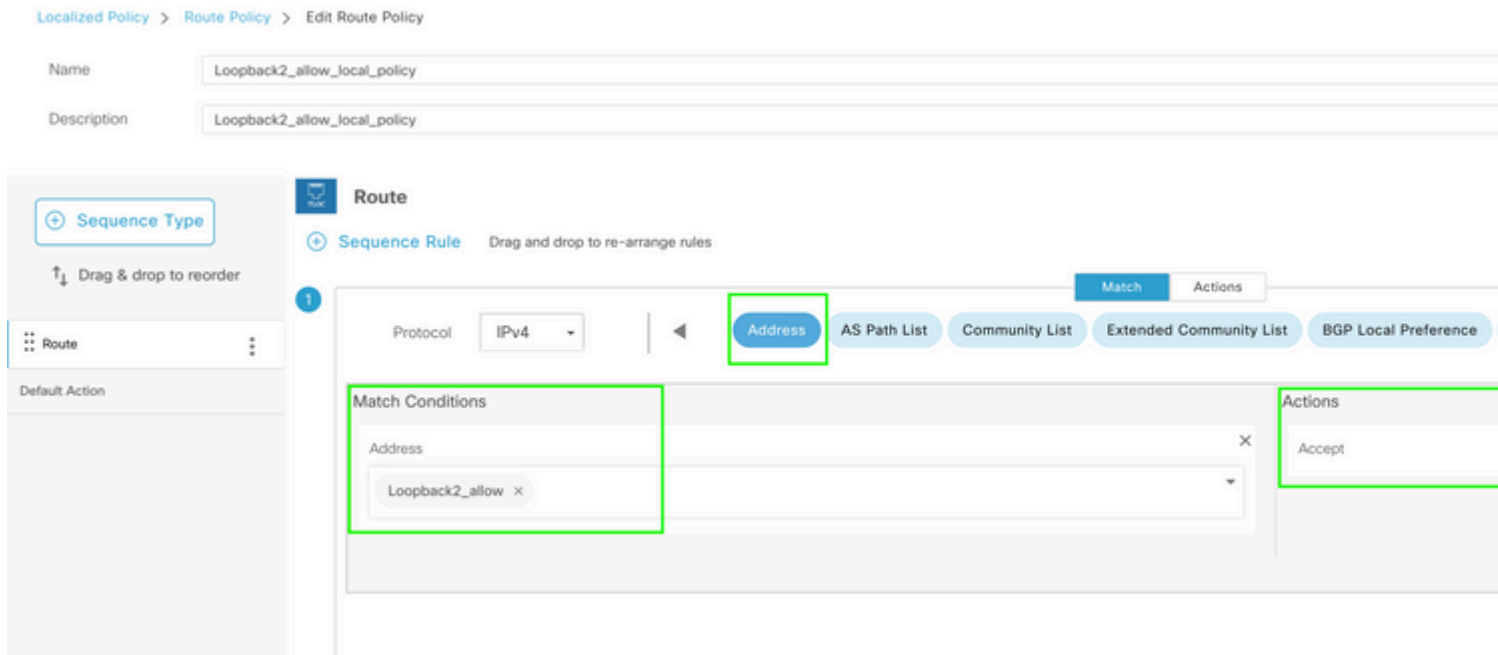 Localized Policy > Route Policy > Edit Route Policy
Name Loopback2_allow_local_policy
Description Loopback2_allow_local_policy
Sequence Type
Drag & drop to reorder
Route
Default Action
Route
Sequence Rule Drag and drop to re-arrange rules
1
Match Actions
Protocol IPv4 Address AS Path List Community List Extended Community List BGP Local Preference
Match Conditions Actions
Address
Accept
Loopback2_allow ×